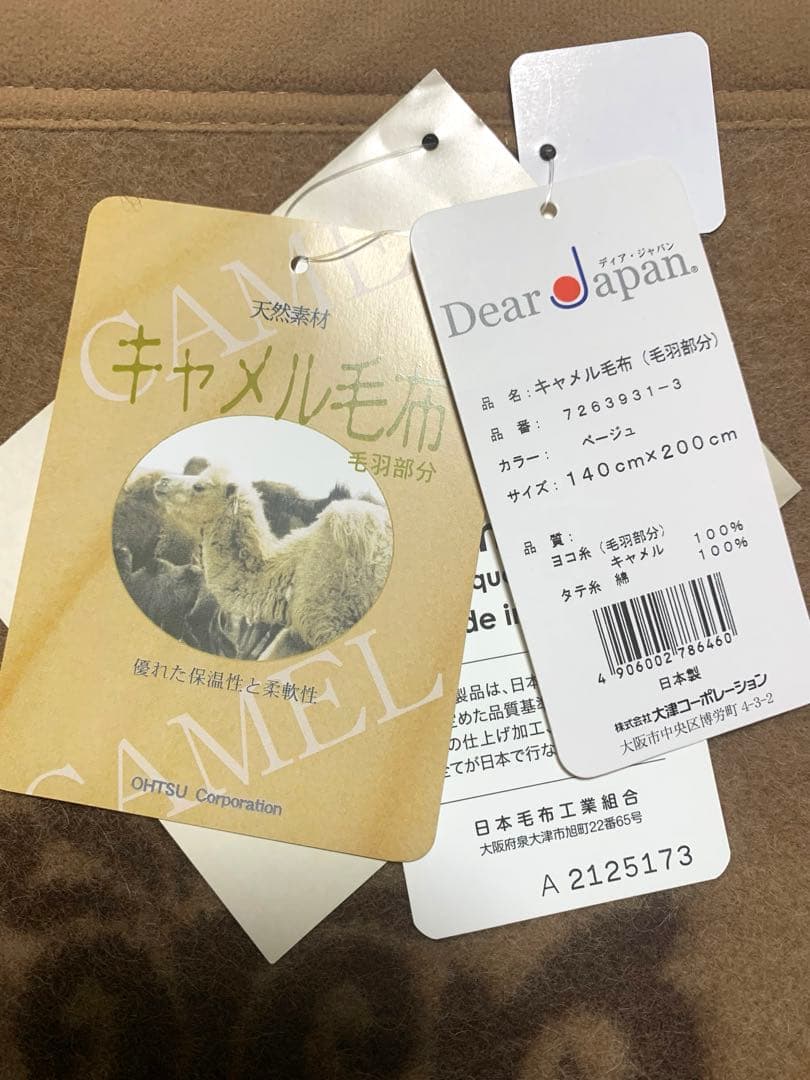 CAMEL
天然素材
キャメル毛布
毛羽部分
優れた保温性と柔軟性
CAMEL
OHTSU Corporation
ディア・ジャパン
Dear Japan®
品 名：キャメル毛布（毛羽部分）
品 番： 7263931-3
カラー： ベージュ
サイズ：140cm×200cm
品 質：
ヨコ糸（毛羽部分）
キャメル 100%
タテ糸 綿 100%
4 906002 786460
日本製
株式会社大津コーポレーション
大阪市中央区博労町 4-3-2
製品は、日本
定めた品質基準
の仕上げ加工、
全てが日本で行な
日本毛布工業組合
大阪府泉大津市旭町22番65号
A 2125173